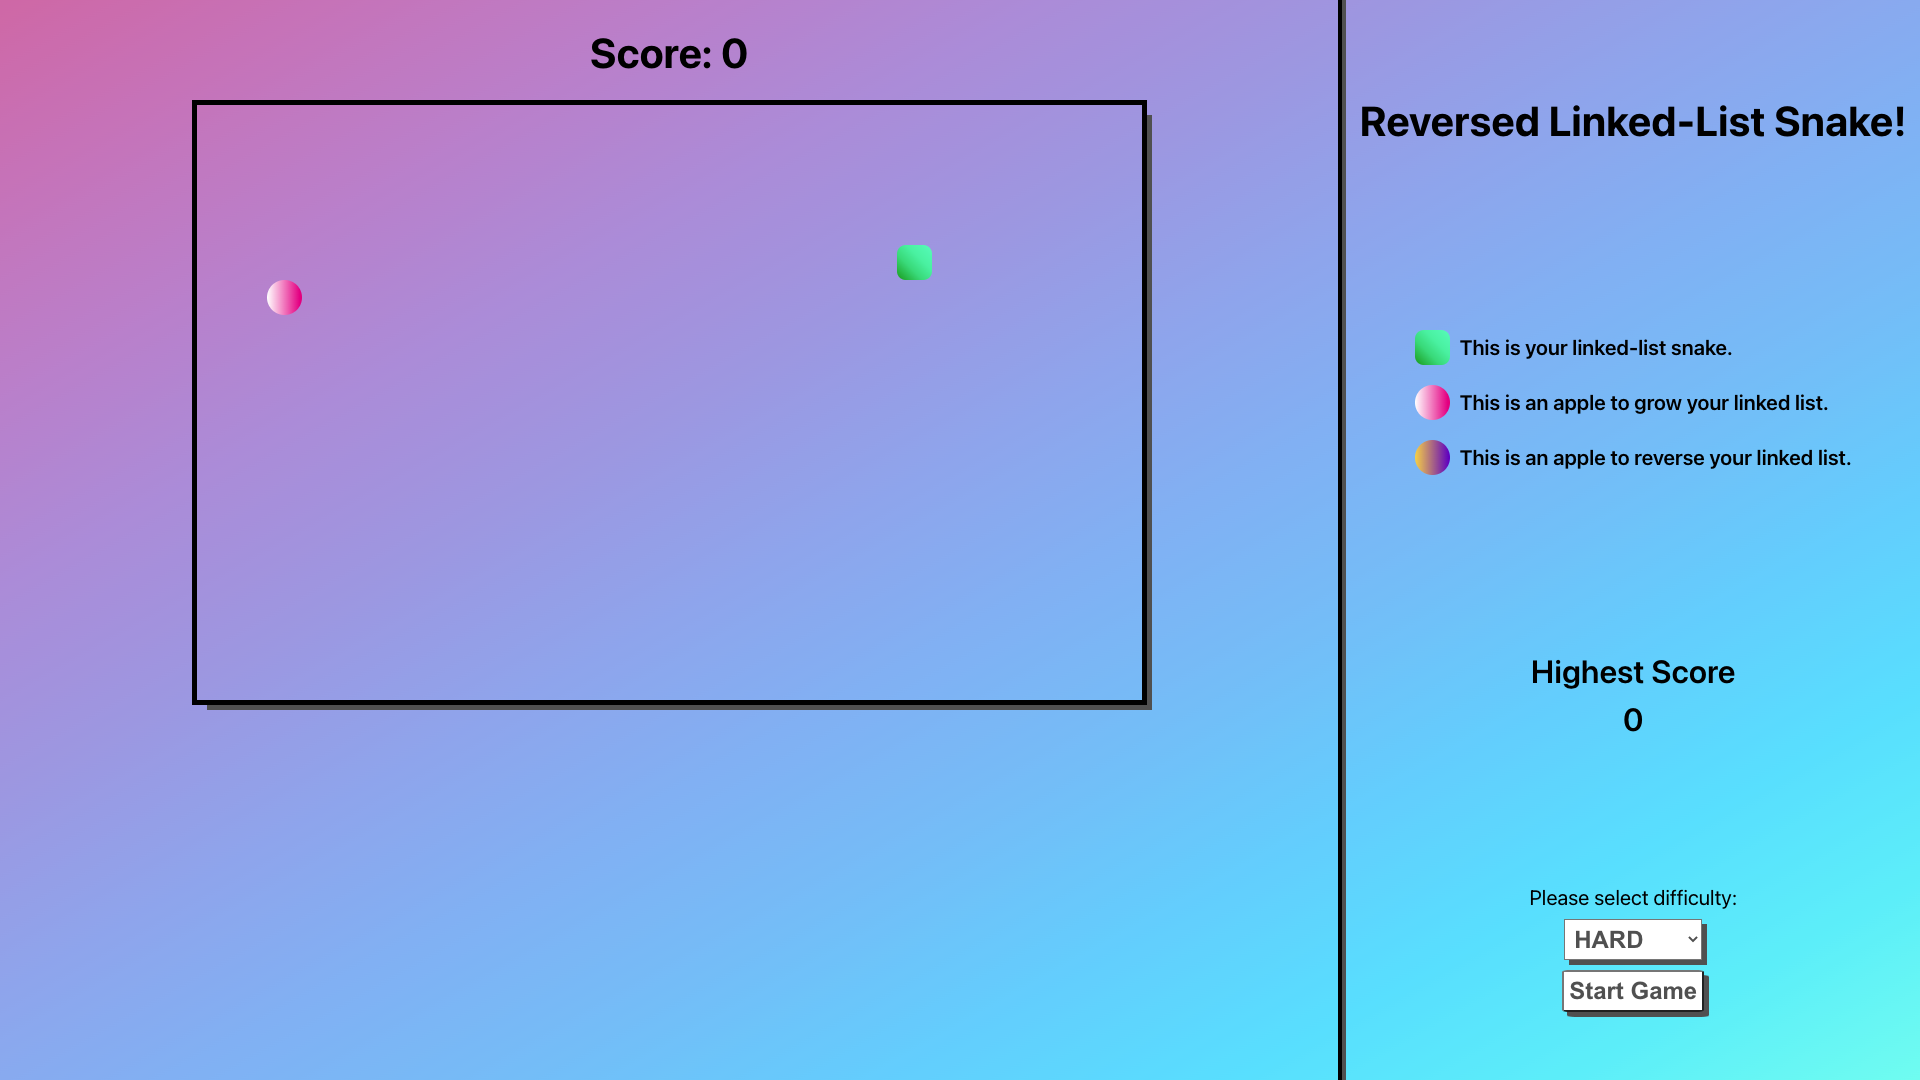 Score: 0
Reversed Linked-List Snake!
This is your linked-list snake.
This is an apple to grow your linked list.
This is an apple to reverse your linked list.
Highest Score
0
Please select difficulty:
HARD
Start Game